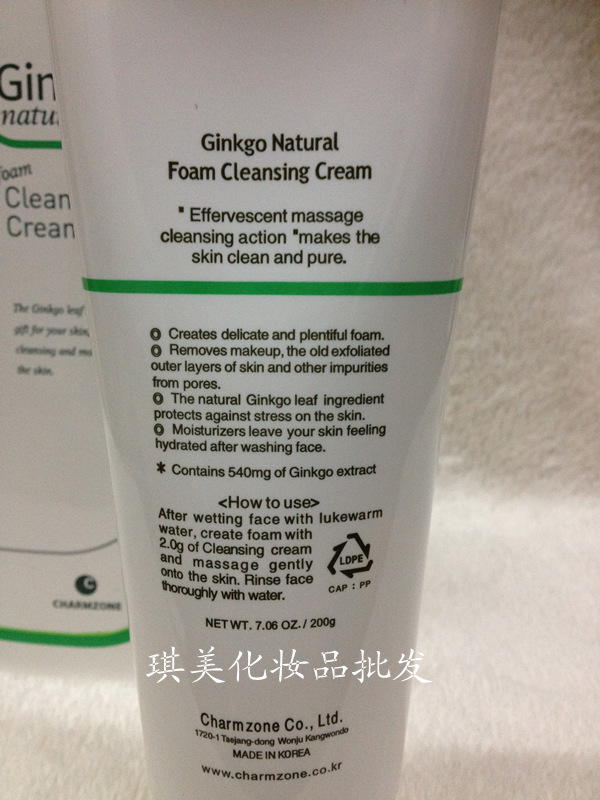 Gin
natu
Foam
Clean
Crean
The Ginkgo leaf
gift for your skin,
cleansing and ma
the skin.
CHARMZONE
Ginkgo Natural
Foam Cleansing Cream
" Effervescent massage
cleansing action "makes the
skin clean and pure.
Creates delicate and plentiful foam.
Removes makeup, the old exfoliated
outer layers of skin and other impurities
from pores.
The natural Ginkgo leaf ingredient
protects against stress on the skin.
Moisturizers leave your skin feeling
hydrated after washing face.
* Contains 540mg of Ginkgo extract
<How to use>
After wetting face with lukewarm
water, create foam with
2.0g of Cleansing cream
and massage gently
onto the skin. Rinse face
thoroughly with water.
LDPE
CAP : PP
NET WT. 7.06 OZ. / 200g
琪美化妆品批发
Charmzone Co., Ltd.
1720-1 Taejang-dong Wonju Kangwondo
MADE IN KOREA
www.charmzone.co.kr